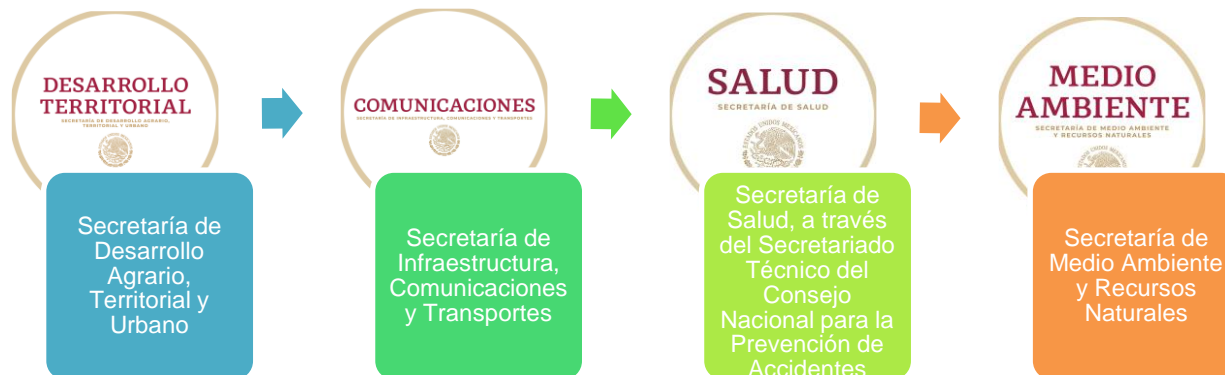 DESARROLLO
TERRITORIAL
SECRETARÍA DE DESARROLLO AGRARIO,
TERRITORIAL Y URBANO
Secretaría de
Desarrollo
Agrario,
Territorial y
Urbano
COMUNICACIONES
SECRETARÍA DE INFRAESTRUCTURA, COMUNICACIONES Y TRANSPORTES
Secretaría de
Infraestructura,
Comunicaciones
y Transportes
SALUD
SECRETARÍA DE SALUD
ESTADOS UNIDOS MEXICANOS
Secretaría de
Salud, a través
del Secretariado
Técnico del
Consejo
Nacional para la
Prevención de
Accidentes
MEDIO
AMBIENTE
SECRETARÍA DE MEDIO AMBIENTE
Y RECURSOS NATURALES
Secretaría de
Medio Ambiente
y Recursos
Naturales